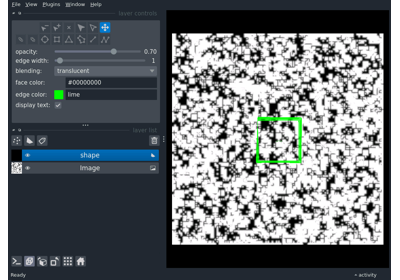 File View Plugins Window Help
layer controls
opacity: 0.70
edge width: 1
blending: translucent
face color: #00000000
edge color: lime
display text:
layer list
shape
Image
Ready
activity